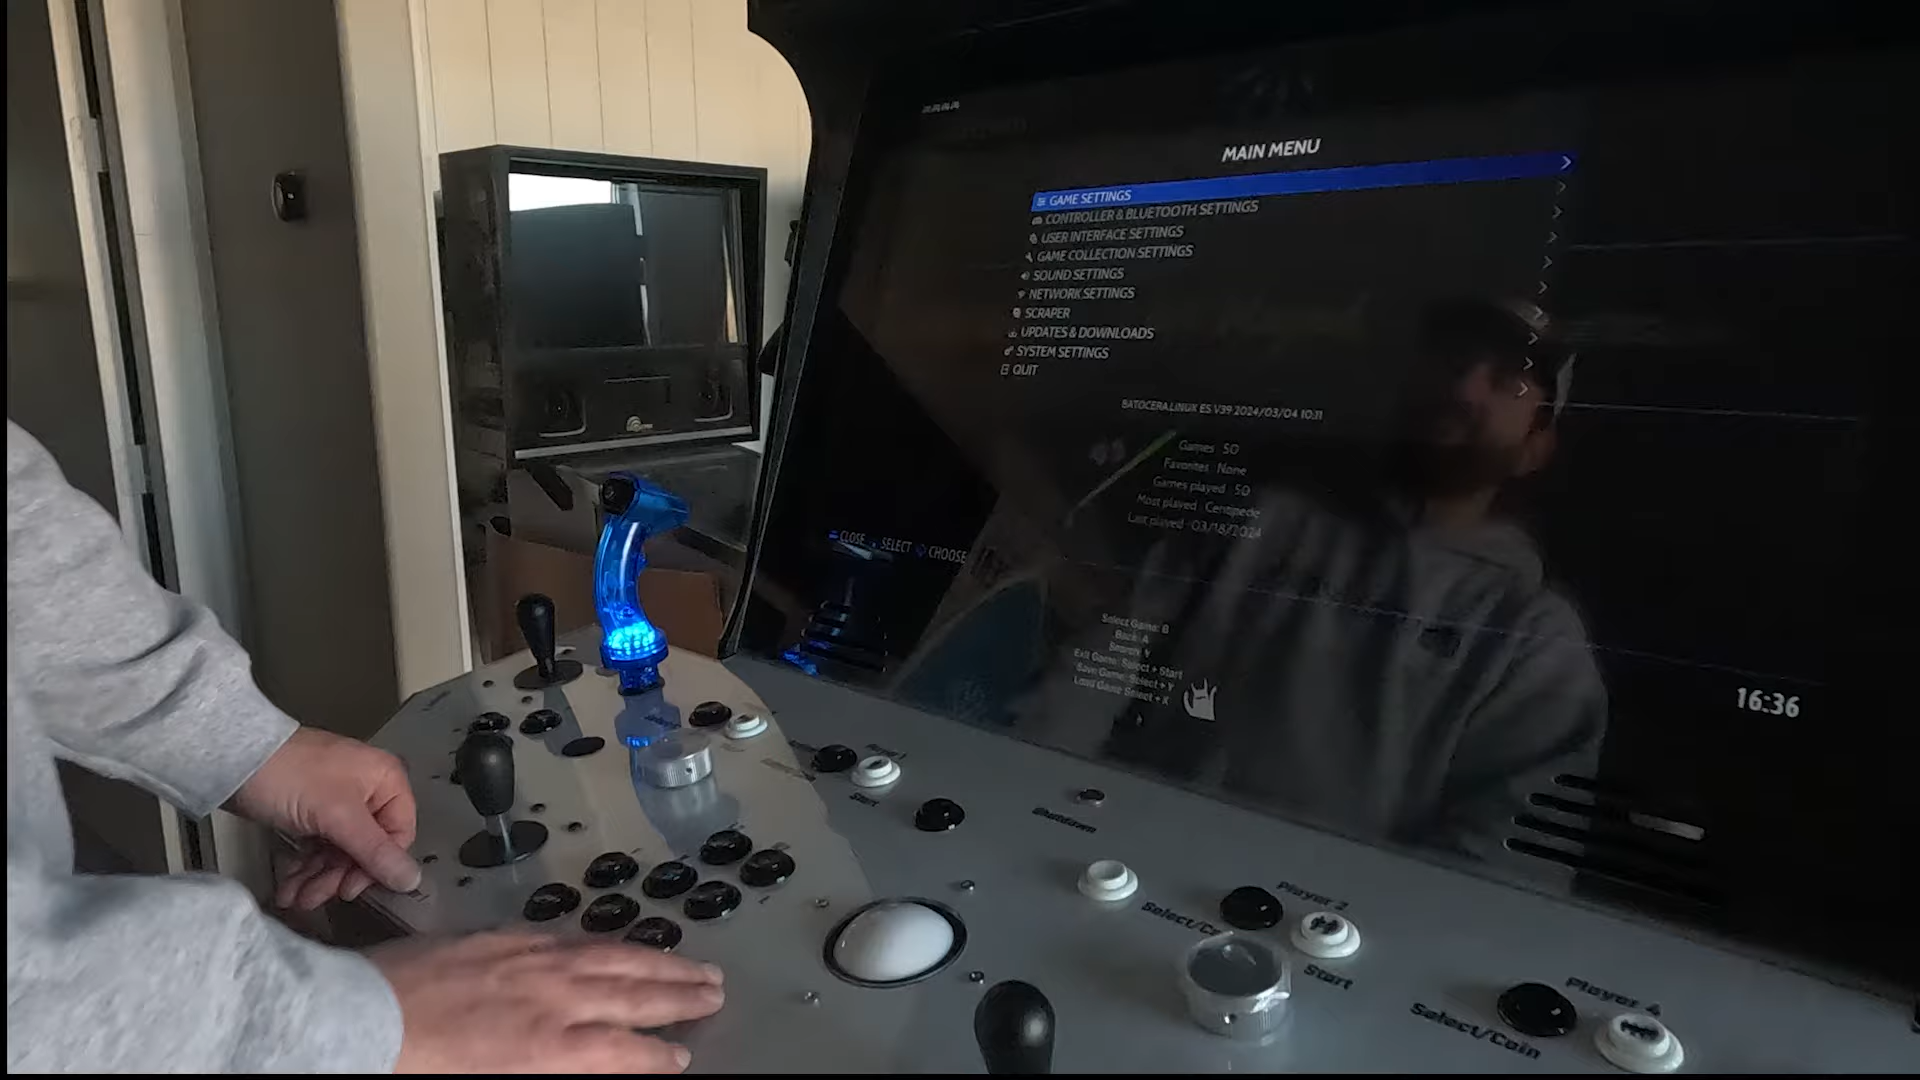 MAIN MENU
GAME SETTINGS
CONTROLLER & BLUETOOTH SETTINGS
USER INTERFACE SETTINGS
GAME COLLECTION SETTINGS
SOUND SETTINGS
NETWORK SETTINGS
SCRAPER
UPDATES & DOWNLOADS
SYSTEM SETTINGS
QUIT
BATOCERA.LINUX ES V39 2024/03/04 10:11
Games 50
Favorites None
Games played 50
Most played Centipede
Last played 03/18/2024
CLOSE SELECT CHOOSE
Select Game: B
Back: A
Exit Game: Select + Start
Save Game: Select + Y
Load Game Select + X
16:36
Start
Shutdown
Player 3
Start
Player 4
Select/Coin